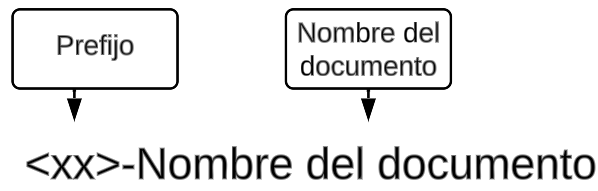 Prefijo
Nombre del
documento
<xx>-Nombre del documento